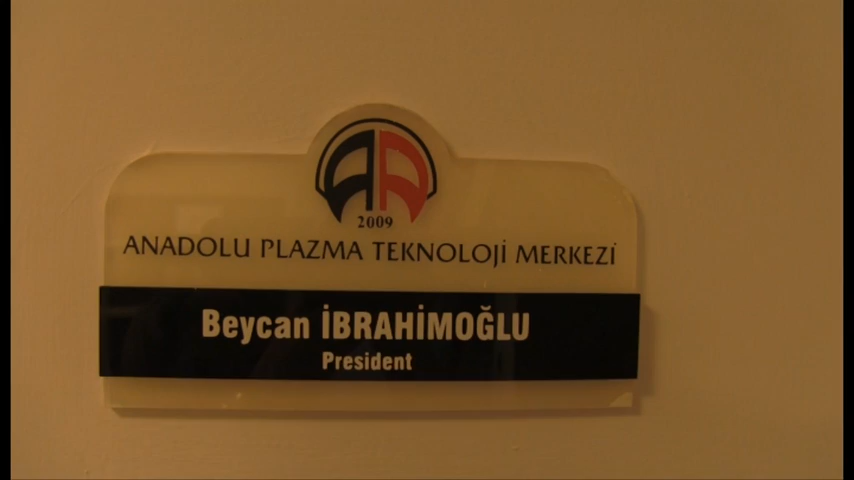 2009
ANADOLU PLAZMA TEKNOLOJİ MERKEZİ
Beycan İBRAHİMOĞLU
President